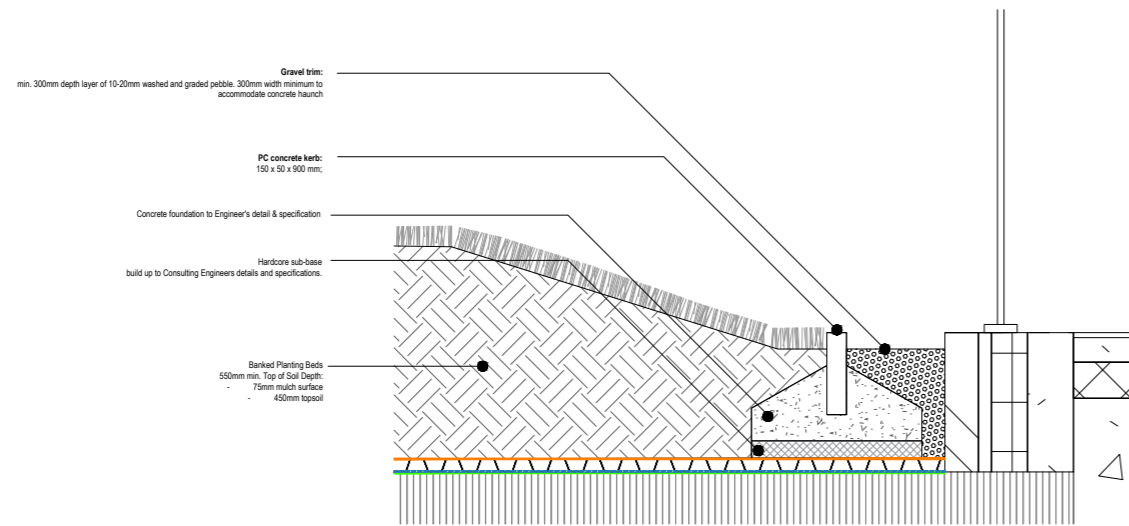 Gravel trim:
min. 300mm depth layer of 10-20mm washed and graded pebble. 300mm width minimum to
accommodate concrete haunch
PC concrete kerb:
150 x 50 x 900 mm;
Concrete foundation to Engineer's detail & specification
Hardcore sub-base
build up to Consulting Engineers details and specifications.
Banked Planting Beds
550mm min. Top of Soil Depth:
- 75mm mulch surface
- 450mm topsoil